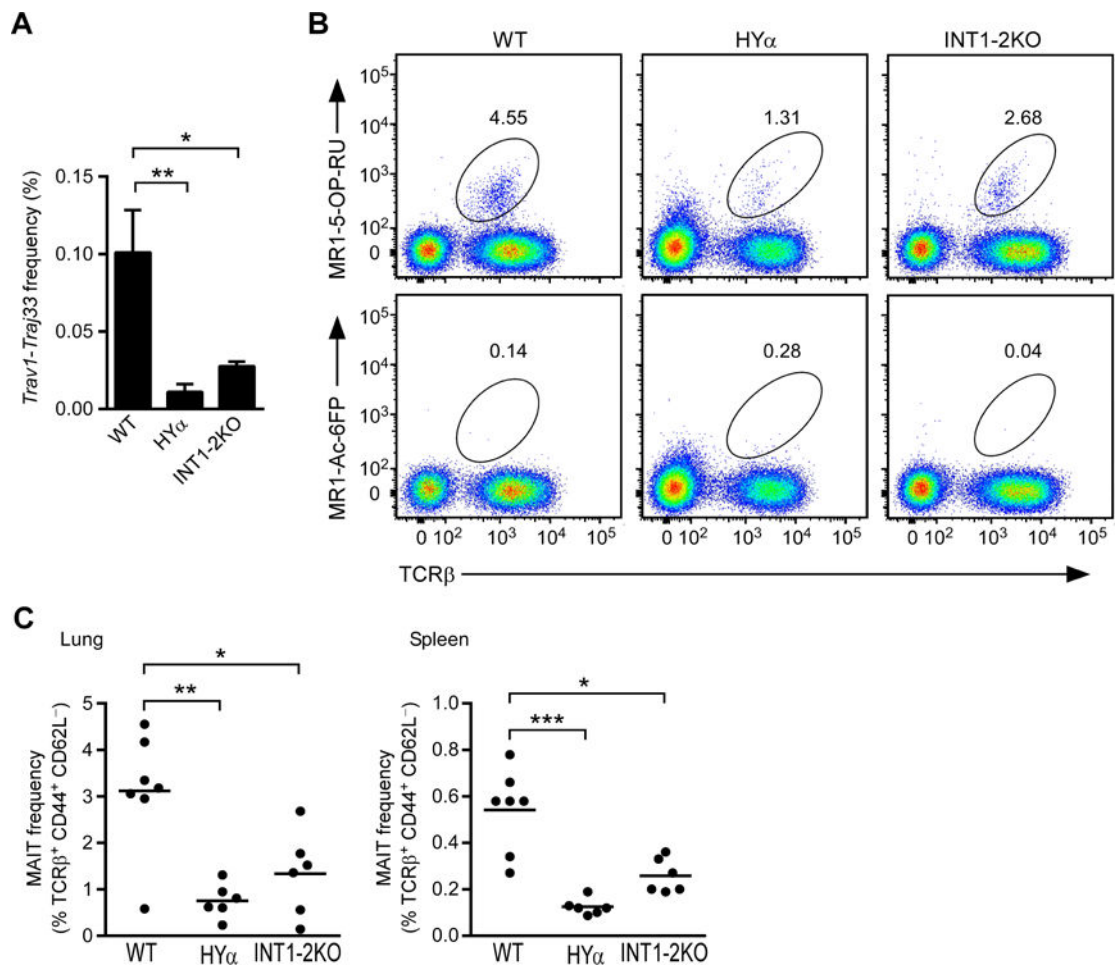 A
*
**
Trav1-Traj33 frequency (%)
0.15
0.10
0.05
0.00
WT
HYα
INT1-2KO
B
WT
HYα
INT1-2KO
MR1-5-OP-RU
10⁵
10⁴
10³
10²
0
4.55
1.31
2.68
MR1-Ac-6FP
10⁵
10⁴
10³
10²
0
0.14
0.28
0.04
0 10² 10³ 10⁴ 10⁵
0 10² 10³ 10⁴ 10⁵
0 10² 10³ 10⁴ 10⁵
TCRβ
C
Lung
*
**
MAIT frequency
(% TCRβ⁺ CD44⁺ CD62L⁻)
5
4
3
2
1
0
WT
HYα
INT1-2KO
Spleen
*
***
MAIT frequency
(% TCRβ⁺ CD44⁺ CD62L⁻)
1.0
0.8
0.6
0.4
0.2
0
WT
HYα
INT1-2KO